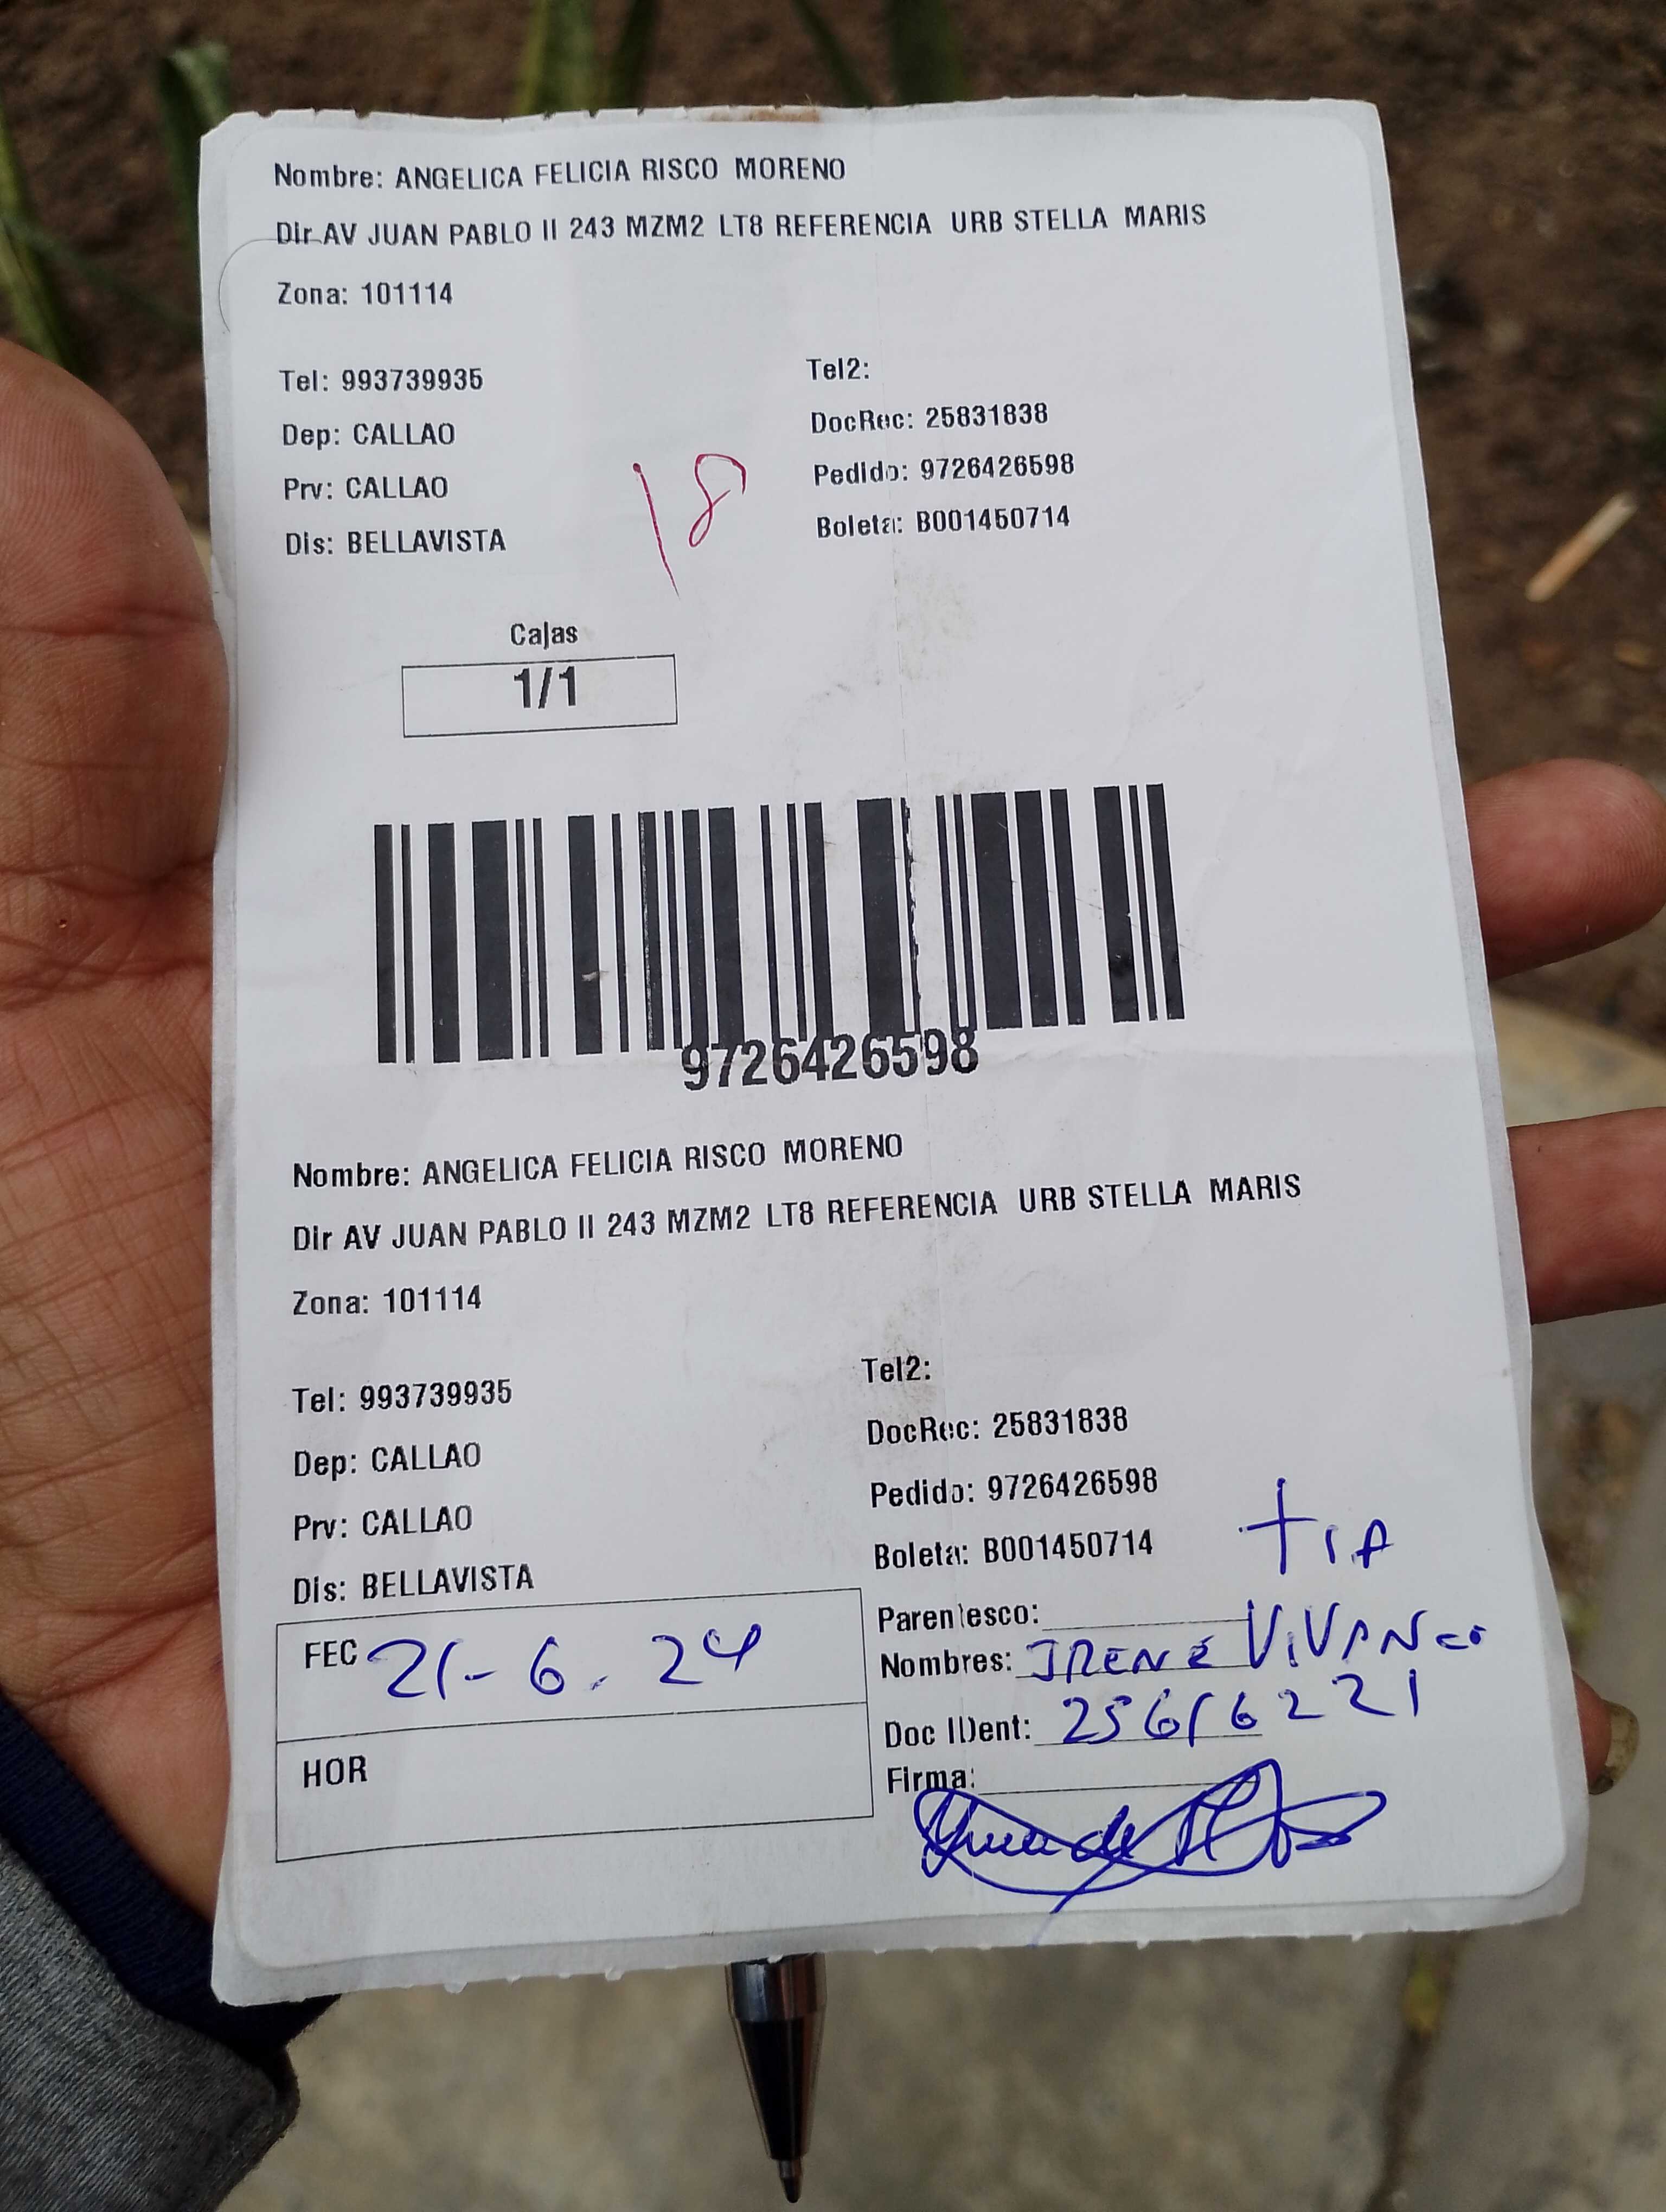 Nombre: ANGELICA FELICIA RISCO MORENO
Dir AV JUAN PABLO II 243 MZM2 LT8 REFERENCIA URB STELLA MARIS
Zona: 101114
Tel: 993739935 Tel2:
Dep: CALLAO DocRec: 25831838
Prv: CALLAO Pedido: 9726426598
Dis: BELLAVISTA Boleta: B001450714
18
Cajas
1/1
9726426598
Nombre: ANGELICA FELICIA RISCO MORENO
Dir AV JUAN PABLO II 243 MZM2 LT8 REFERENCIA URB STELLA MARIS
Zona: 101114
Tel: 993739935 Tel2:
Dep: CALLAO DocRec: 25831838
Prv: CALLAO Pedido: 9726426598
Dis: BELLAVISTA Boleta: B001450714
FEC 21-6.24
HOR
Parentesco: TIA
Nombres: IRENE VIVANCO
Doc IDent: 25616221
Firma: